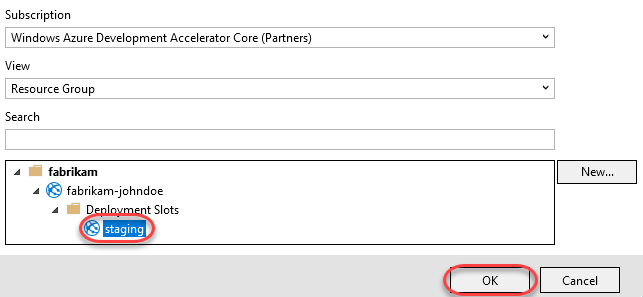 Subscription
Windows Azure Development Accelerator Core (Partners)
View
Resource Group
Search
fabrikam
New...
fabrikam-johndoe
Deployment Slots
staging
OK
Cancel